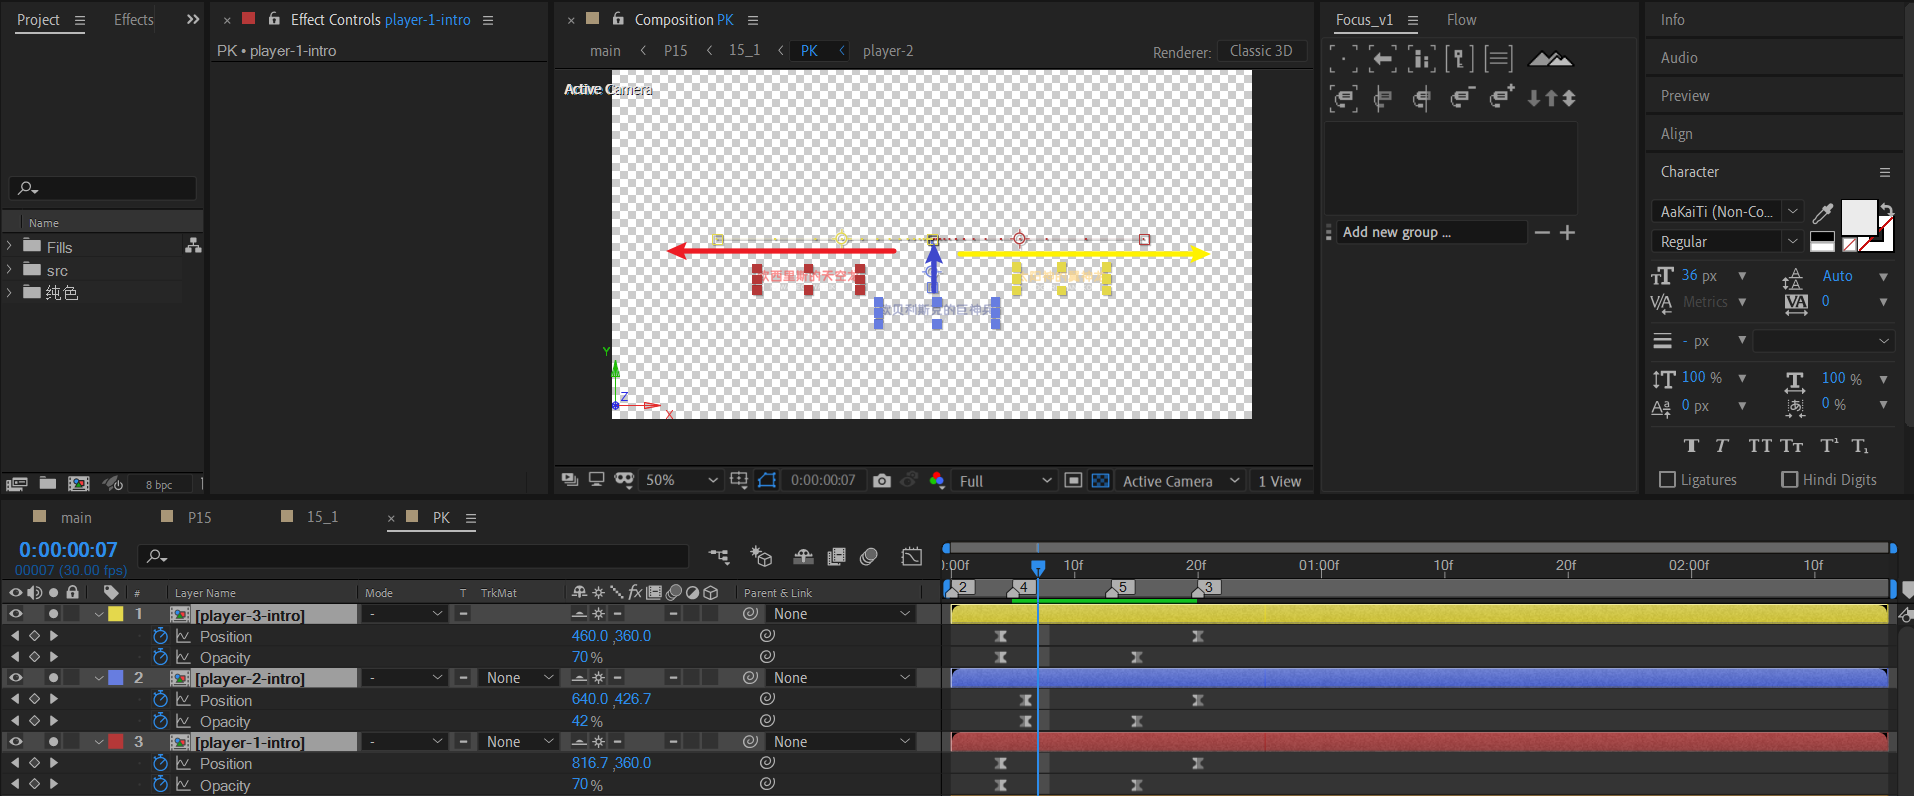 Project
Effects
Effect Controls player-1-intro
Composition PK
Focus_v1
Flow
Info
PK • player-1-intro
main
P15
15_1
PK
player-2
Renderer:
Classic 3D
Audio
Active Camera
Preview
Align
Character
AaKaiTi (Non-Co...
Regular
Add new group ...
Name
Fills
src
纯色
36 px
Auto
Metrics
0
- px
100 %
100 %
0 px
0 %
Y
Z
X
8 bpc
50%
0:00:00:07
Full
Active Camera
1 View
Ligatures
Hindi Digits
main
P15
15_1
PK
0:00:00:07
00007 (30.00 fps)
10f
20f
01:00f
10f
20f
02:00f
10f
#
Layer Name
Mode
T
TrkMat
Parent & Link
2
4
5
3
1
[player-3-intro]
-
None
Position
460.0 ,360.0
Opacity
70 %
2
[player-2-intro]
-
None
None
Position
640.0 ,426.7
Opacity
42 %
3
[player-1-intro]
-
None
None
Position
816.7 ,360.0
Opacity
70 %